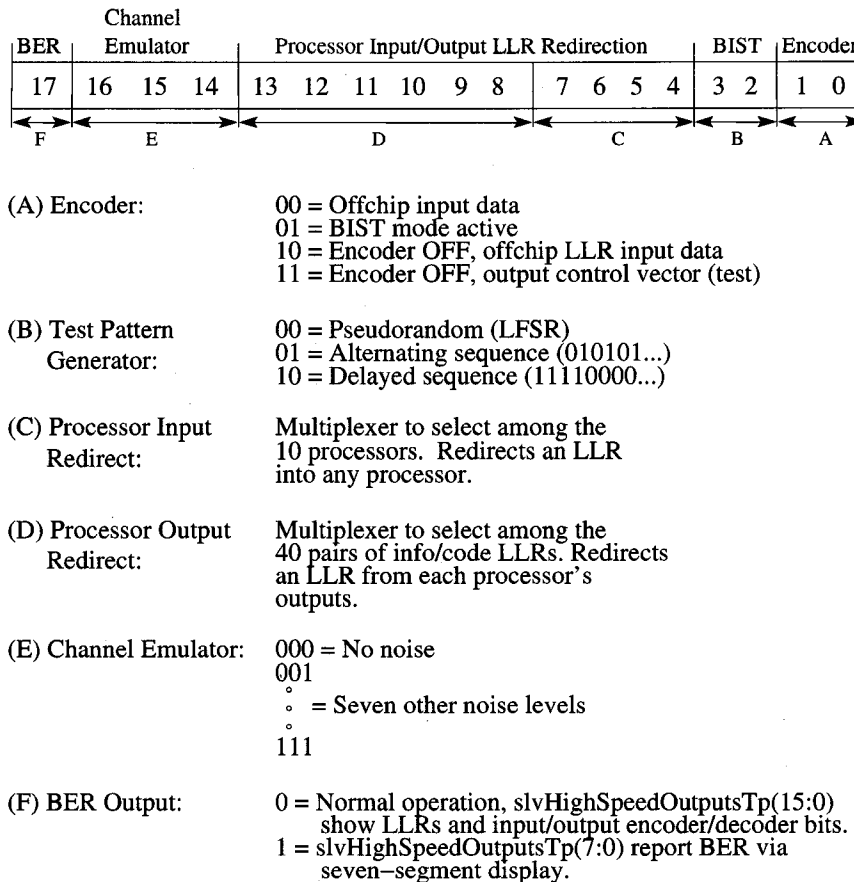 Channel
BER Emulator Processor Input/Output LLR Redirection BIST Encoder
17 16 15 14 13 12 11 10 9 8 7 6 5 4 3 2 1 0
F E D C B A
(A) Encoder: 00 = Offchip input data
01 = BIST mode active
10 = Encoder OFF, offchip LLR input data
11 = Encoder OFF, output control vector (test)
(B) Test Pattern 00 = Pseudorandom (LFSR)
Generator: 01 = Alternating sequence (010101...)
10 = Delayed sequence (11110000...)
(C) Processor Input Multiplexer to select among the
Redirect: 10 processors. Redirects an LLR
into any processor.
(D) Processor Output Multiplexer to select among the
Redirect: 40 pairs of info/code LLRs. Redirects
an LLR from each processor's
outputs.
(E) Channel Emulator: 000 = No noise
001
= Seven other noise levels
111
(F) BER Output: 0 = Normal operation, slvHighSpeedOutputsTp(15:0)
show LLRs and input/output encoder/decoder bits.
1 = slvHighSpeedOutputsTp(7:0) report BER via
seven−segment display.